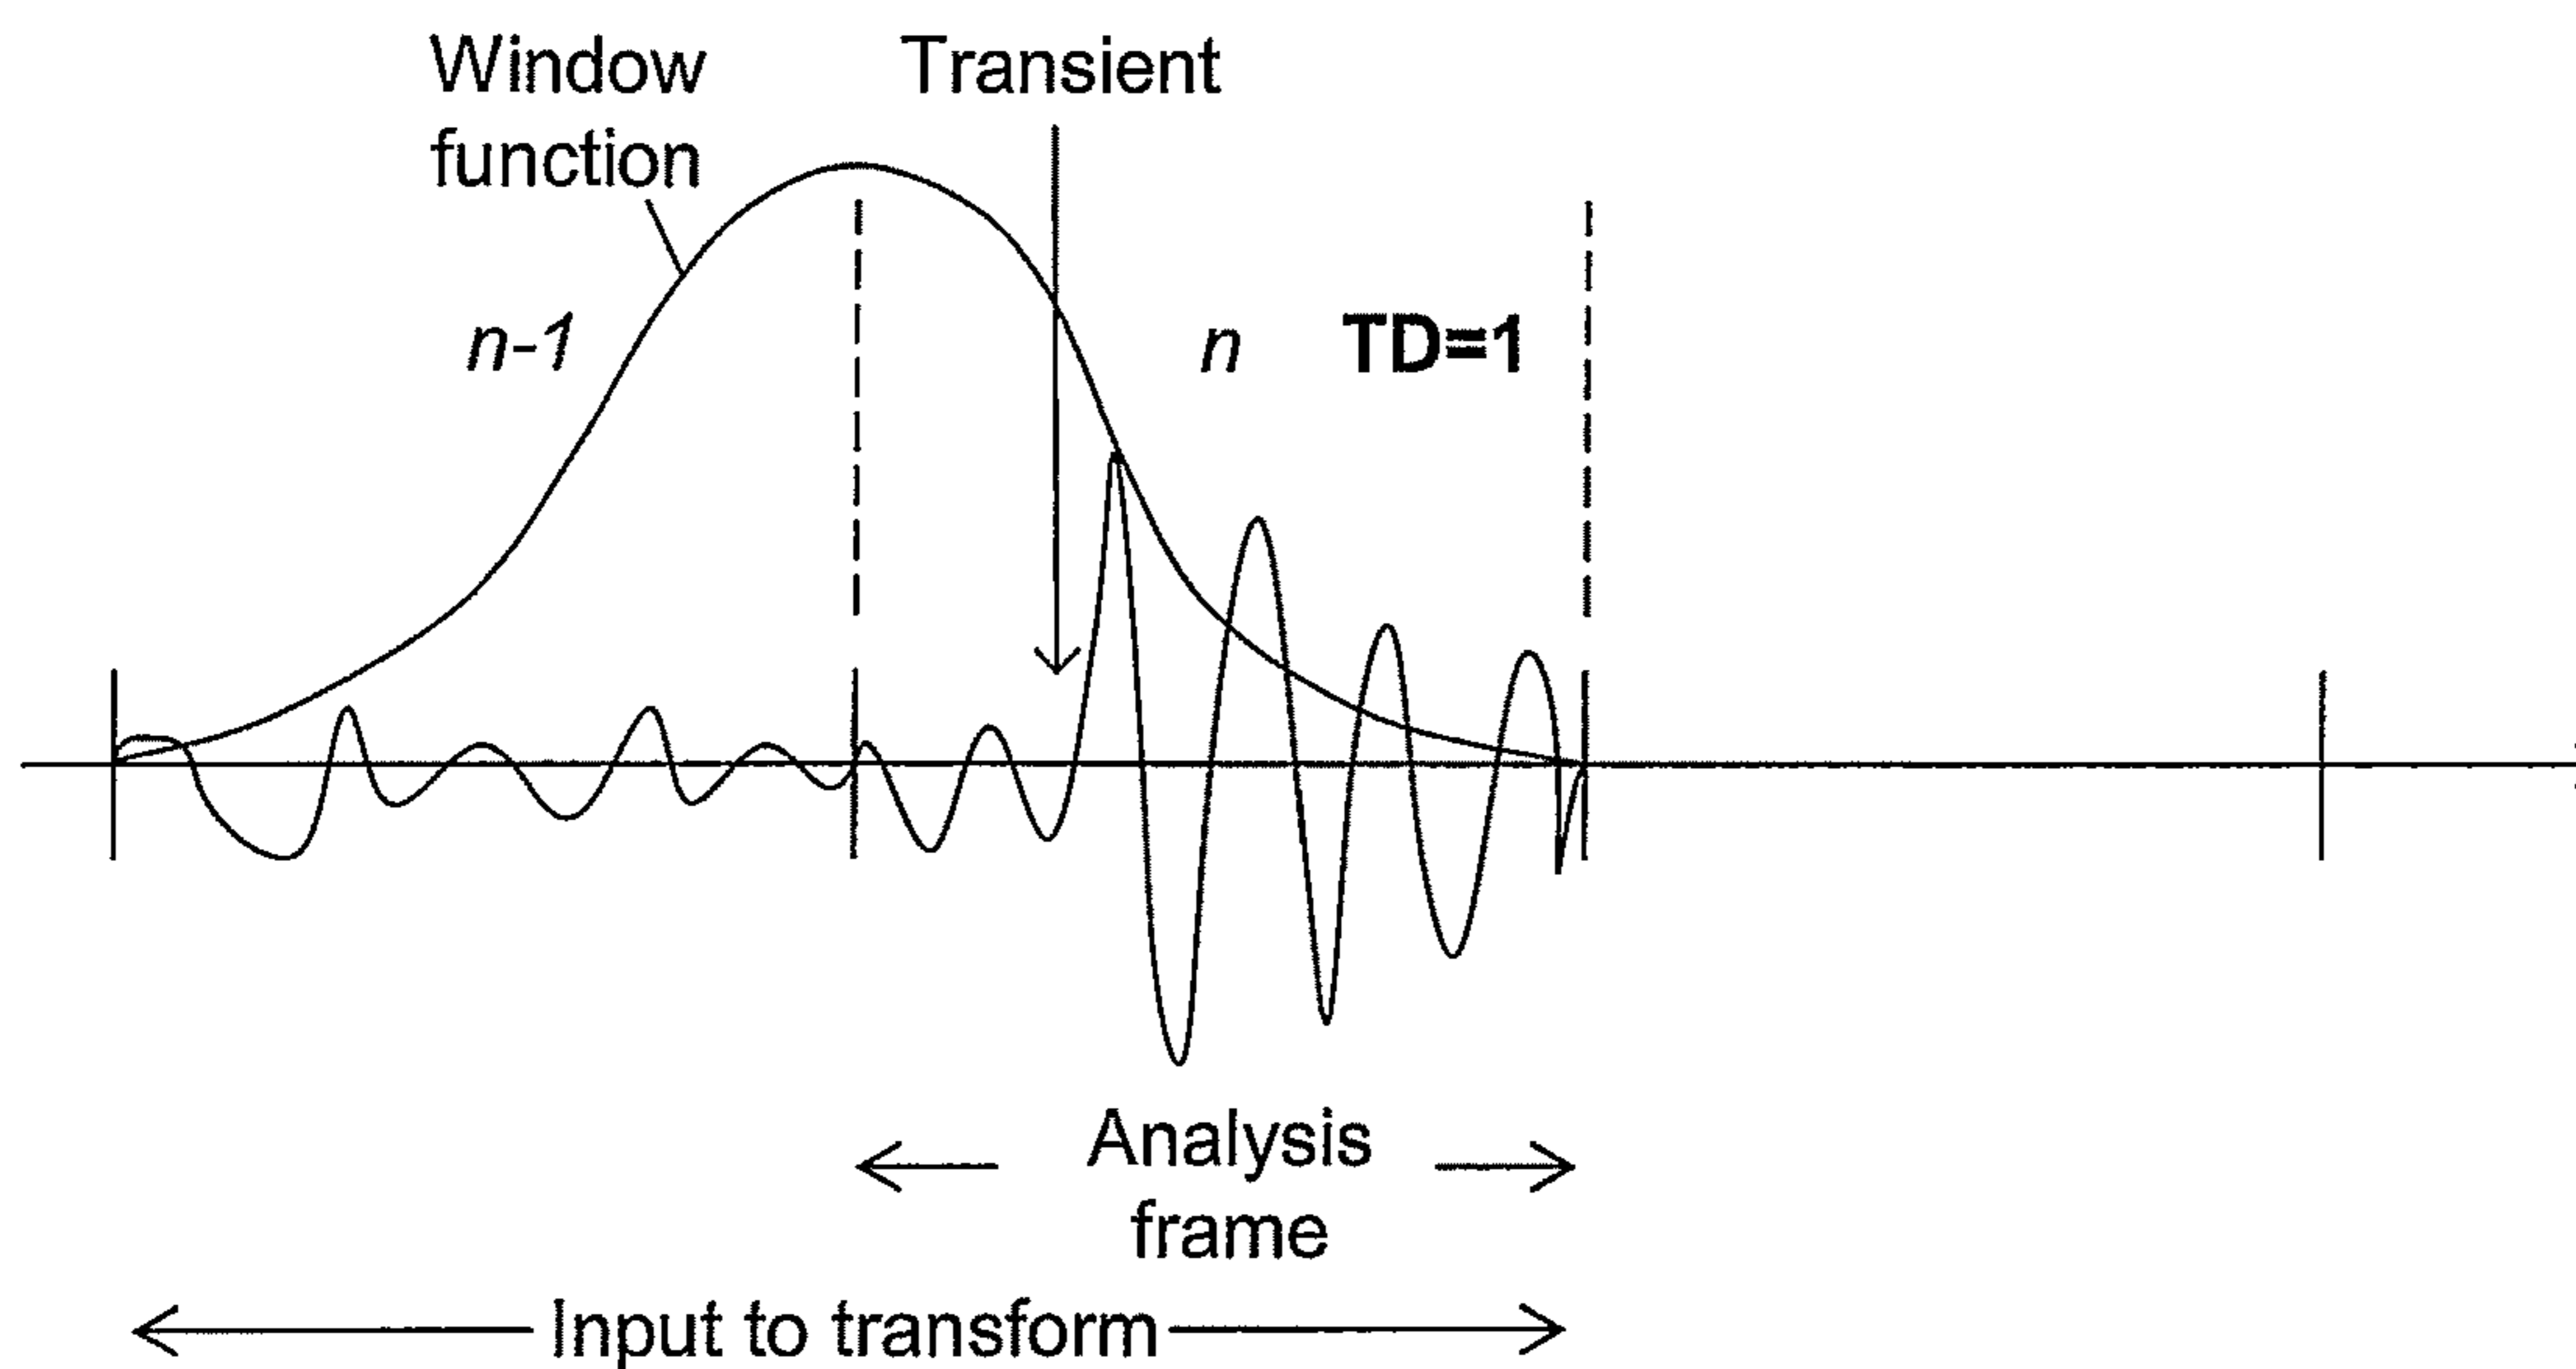 Window
function
Transient
n-1
n
TD=1
Analysis
frame
Input to transform